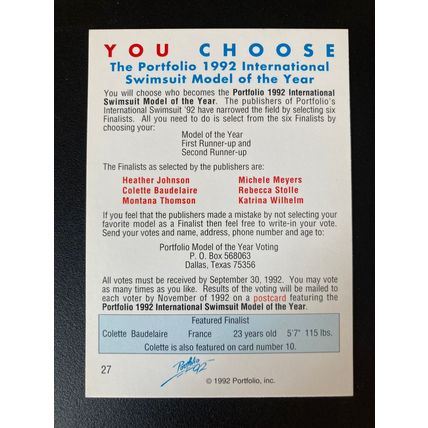 YOU CHOOSE
The Portfolio 1992 International
Swimsuit Model of the Year
You will choose who becomes the Portfolio 1992 International
Swimsuit Model of the Year. The publishers of Portfolio's
International Swimsuit '92 have narrowed the field by selecting six
Finalists. All you need to do is select from the six Finalists by
choosing your:
Model of the Year
First Runner-up and
Second Runner-up
The Finalists as selected by the publishers are:
Heather Johnson Michele Meyers
Colette Baudelaire Rebecca Stolle
Montana Thomson Katrina Wilhelm
If you feel that the publishers made a mistake by not selecting your
favorite model as a Finalist then feel free to write-in your vote.
Send your votes and name, address, phone number and age to:
Portfolio Model of the Year Voting
P. O. Box 568063
Dallas, Texas 75356
All votes must be received by September 30, 1992. You may vote
as many times as you like. Results of the voting will be mailed to
each voter by November of 1992 on a postcard featuring the
Portfolio 1992 International Swimsuit Model of the Year.
Featured Finalist
Colette Baudelaire France 23 years old 5'7" 115 lbs.
Colette is also featured on card number 10.
27
Portfolio '92
© 1992 Portfolio, inc.